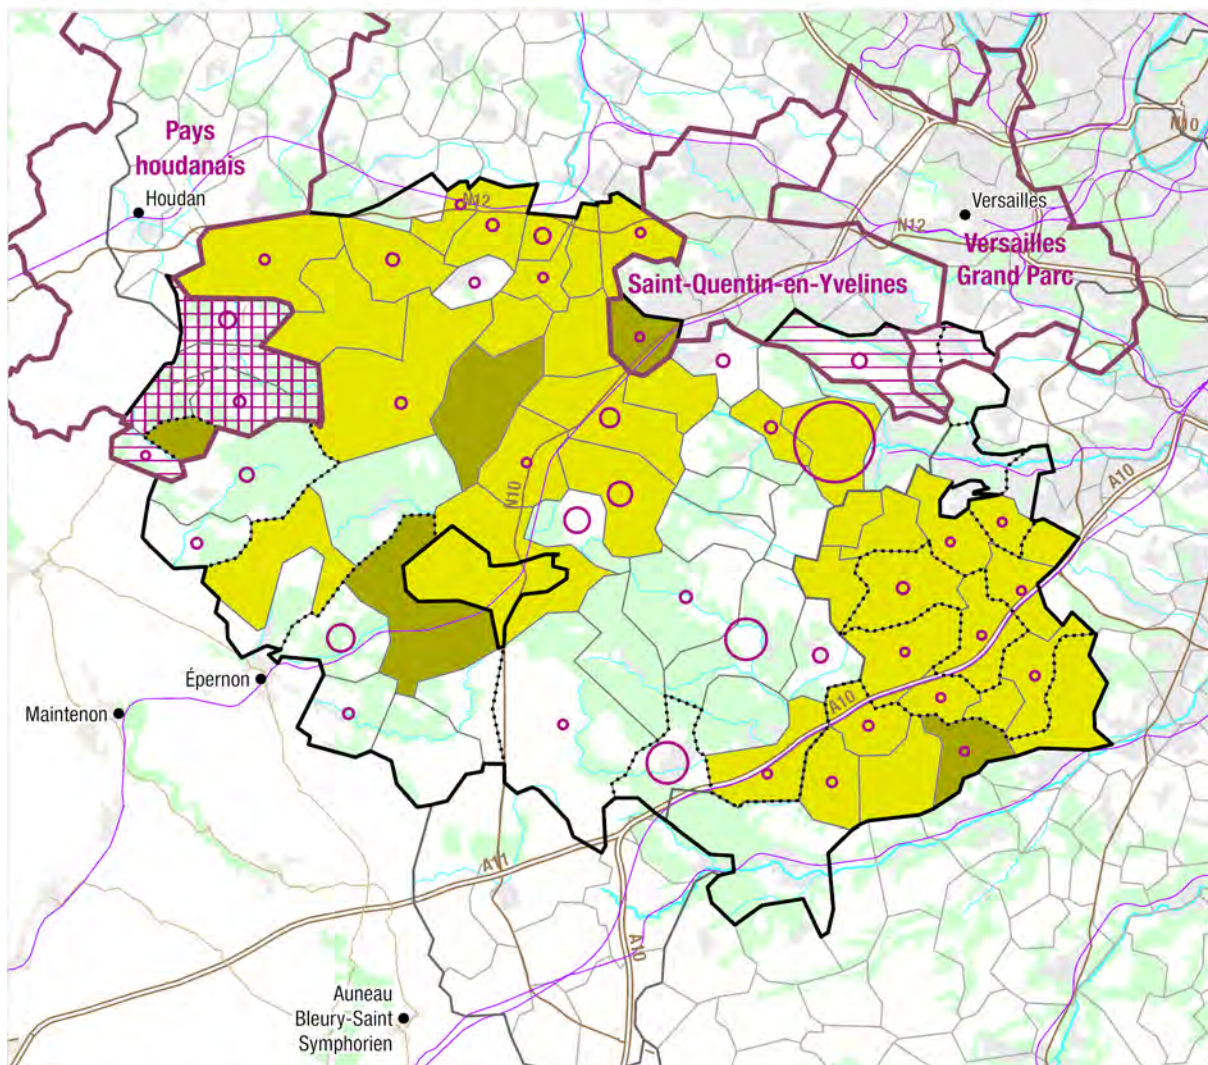 N10
Pays
houdanais
Houdan
N12
Versailles
N12
Versailles
Grand Parc
Saint-Quentin-en-Yvelines
A10
N10
Épernon
A10
Maintenon
A11
A10
Auneau
Bleury-Saint
Symphorien